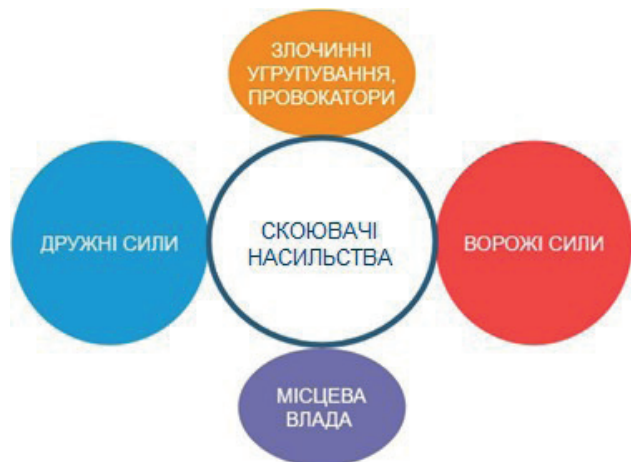 ЗЛОЧИННІ
УГРУПУВАННЯ,
ПРОВОКАТОРИ
ДРУЖНІ СИЛИ
СКОЮВАЧІ
НАСИЛЬСТВА
ВОРОЖІ СИЛИ
МІСЦЕВА
ВЛАДА